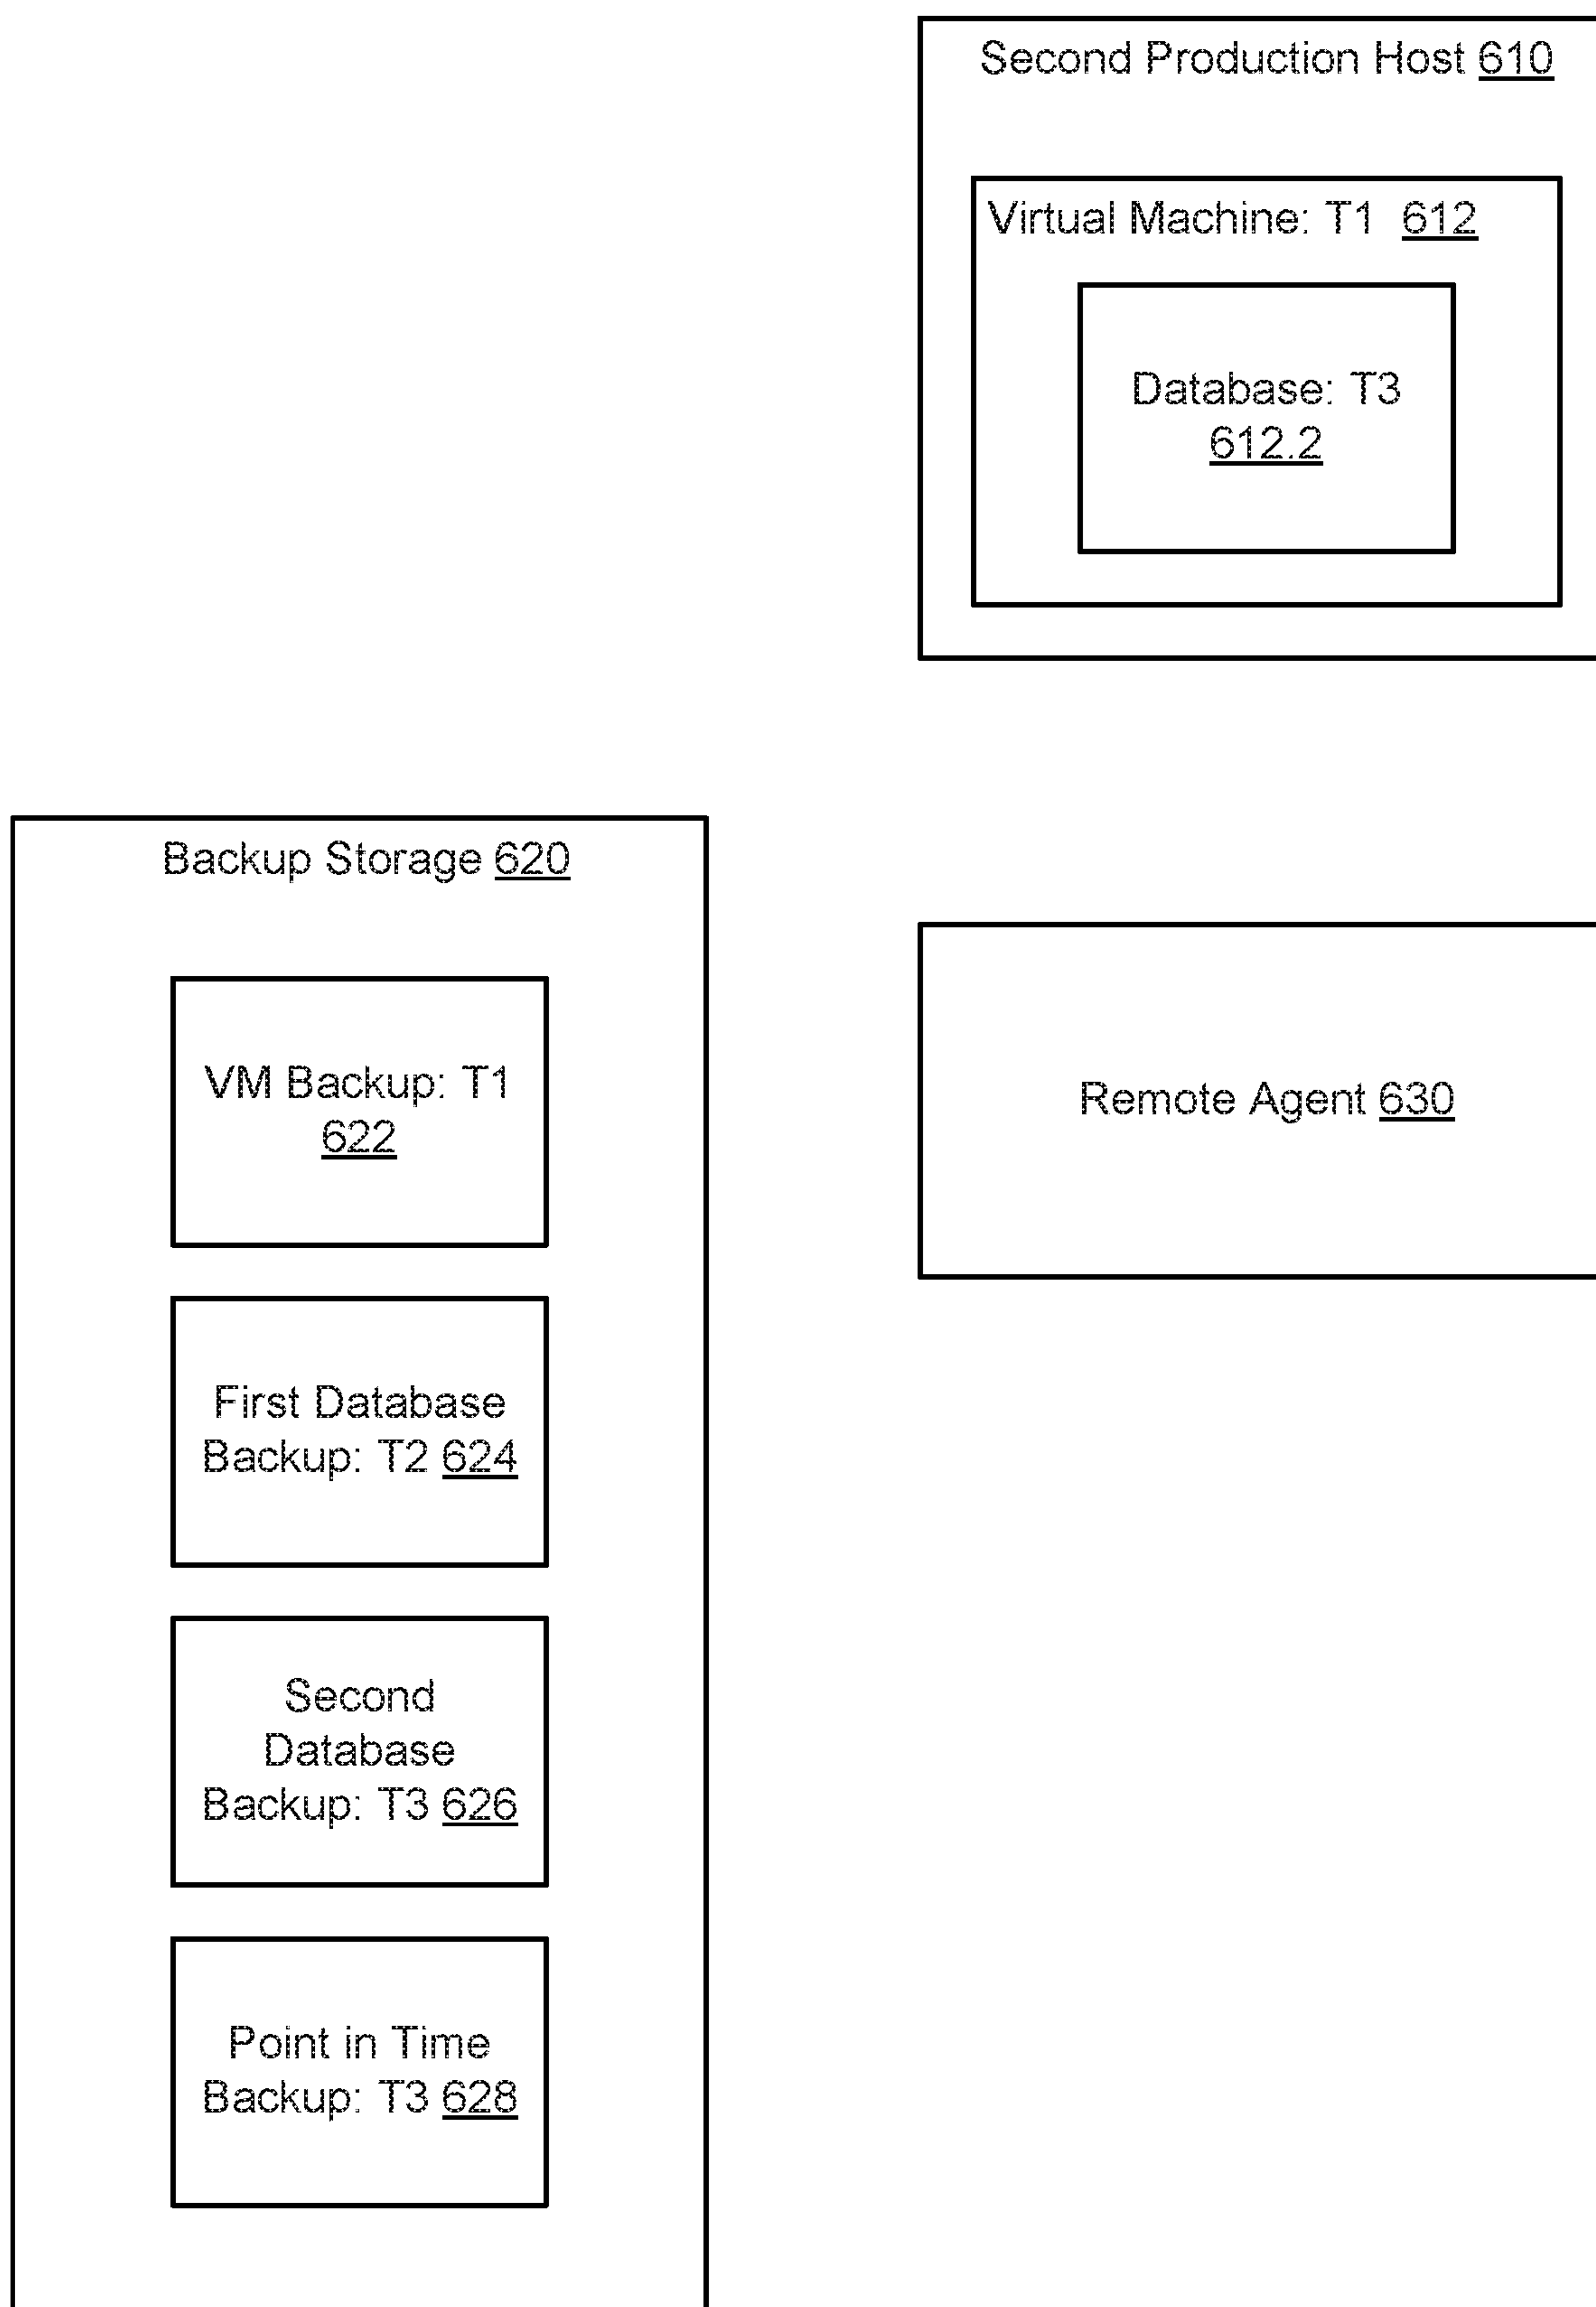 Second Production Host 610
Virtual Machine: T1 612
Database: T3
612.2
Backup Storage 620
VM Backup: T1
622
First Database
Backup: T2 624
Second
Database
Backup: T3 626
Point in Time
Backup: T3 628
Remote Agent 630